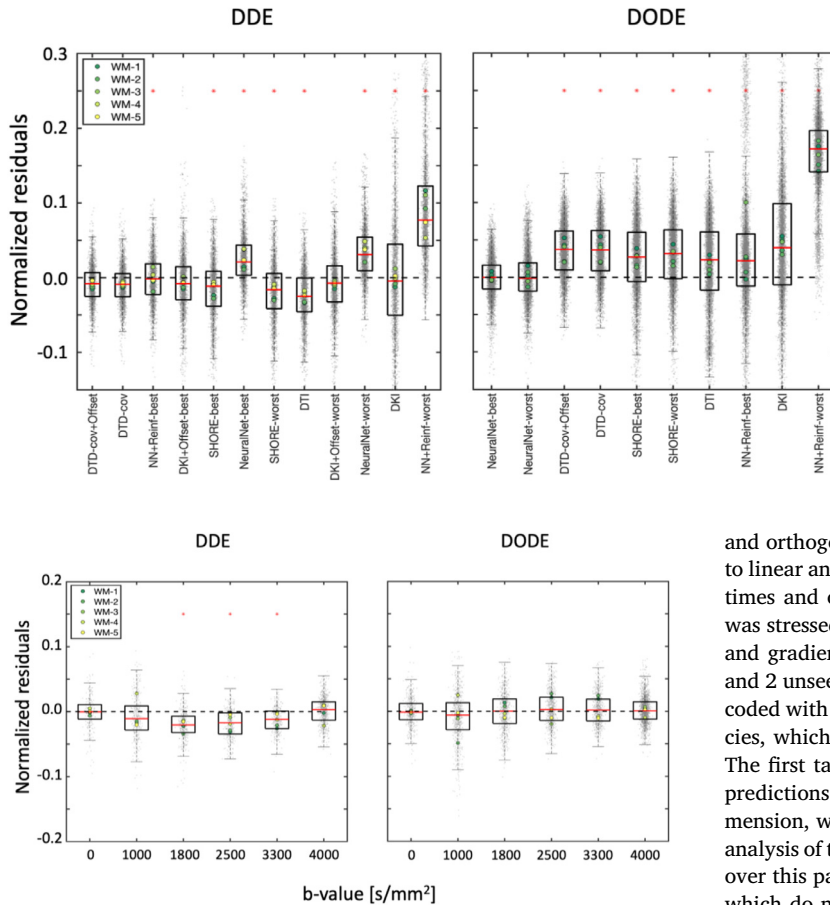 DDE
DODE
Normalized residuals
0.3
0.2
0.1
0.0
-0.1
WM-1
WM-2
WM-3
WM-4
WM-5
DTD-cov+Offset
DTD-cov
NN+Reinf-best
DKI+Offset-best
SHORE-best
NeuralNet-best
SHORE-worst
DTI
DKI+Offset-worst
NeuralNet-worst
DKI
NN+Reinf-worst
NeuralNet-best
NeuralNet-worst
DTD-cov+Offset
DTD-cov
SHORE-best
SHORE-worst
DTI
NN+Reinf-best
DKI
NN+Reinf-worst
DDE
DODE
Normalized residuals
0.2
0.1
0.0
-0.1
-0.2
WM-1
WM-2
WM-3
WM-4
WM-5
0 1000 1800 2500 3300 4000
0 1000 1800 2500 3300 4000
b-value [s/mm²]
and orthogo
to linear an
times and
was stressed
and gradien
and 2 unsee
coded with
cies, which
The first ta
predictions
mension, w
analysis of t
over this pa
which do n